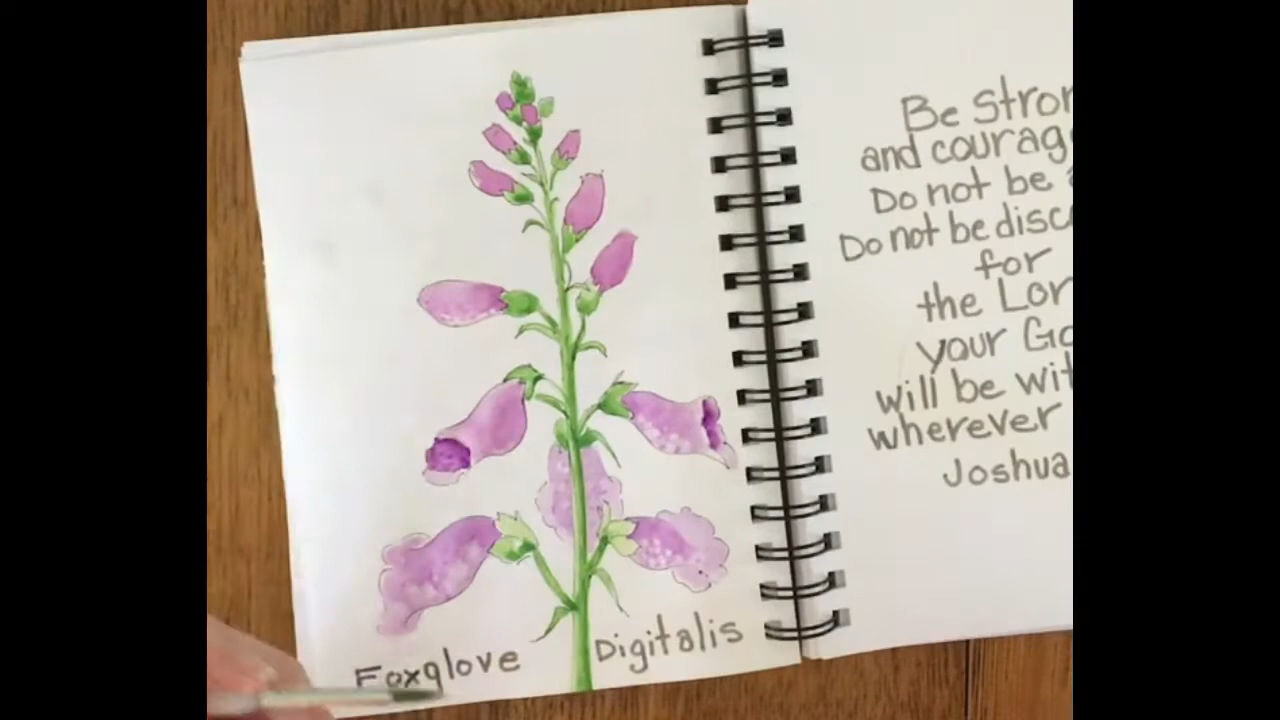 Foxglove
Digitalis
Be Stron
and courag
Do not be a
Do not be disco
for
the Lor
your Go
will be wit
wherever
Joshua